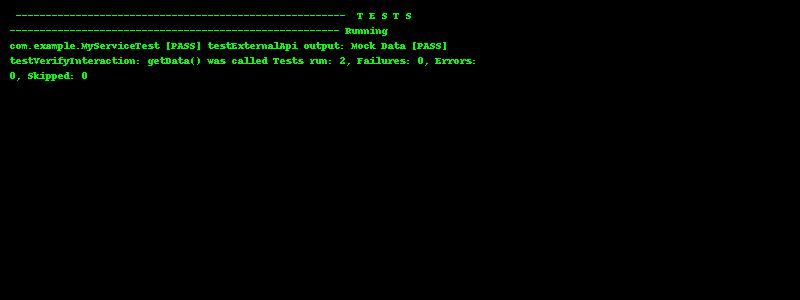 ------------------------------------------------------- T E S T S
------------------------------------------------------- Running
com.example.MyServiceTest [PASS] testExternalApi output: Mock Data [PASS]
testVerifyInteraction: getData() was called Tests run: 2, Failures: 0, Errors:
0, Skipped: 0